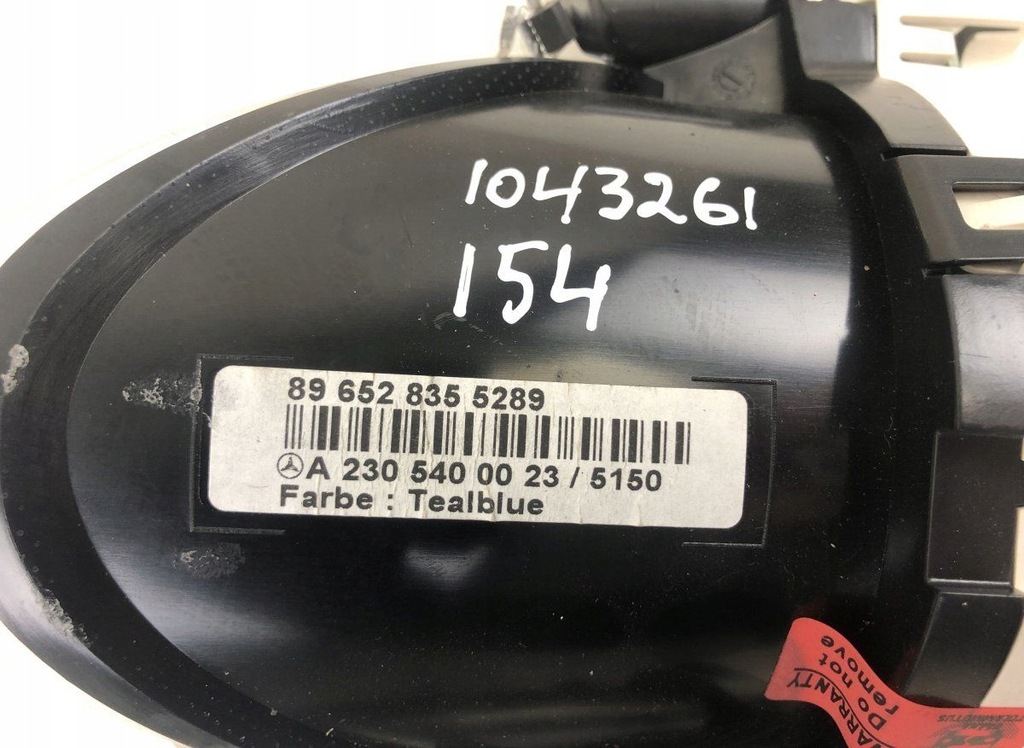 1043261
154
89 652 835 5289
A 230 540 00 23 / 5150
Farbe : Tealblue
WARRANTY
Do not
remove